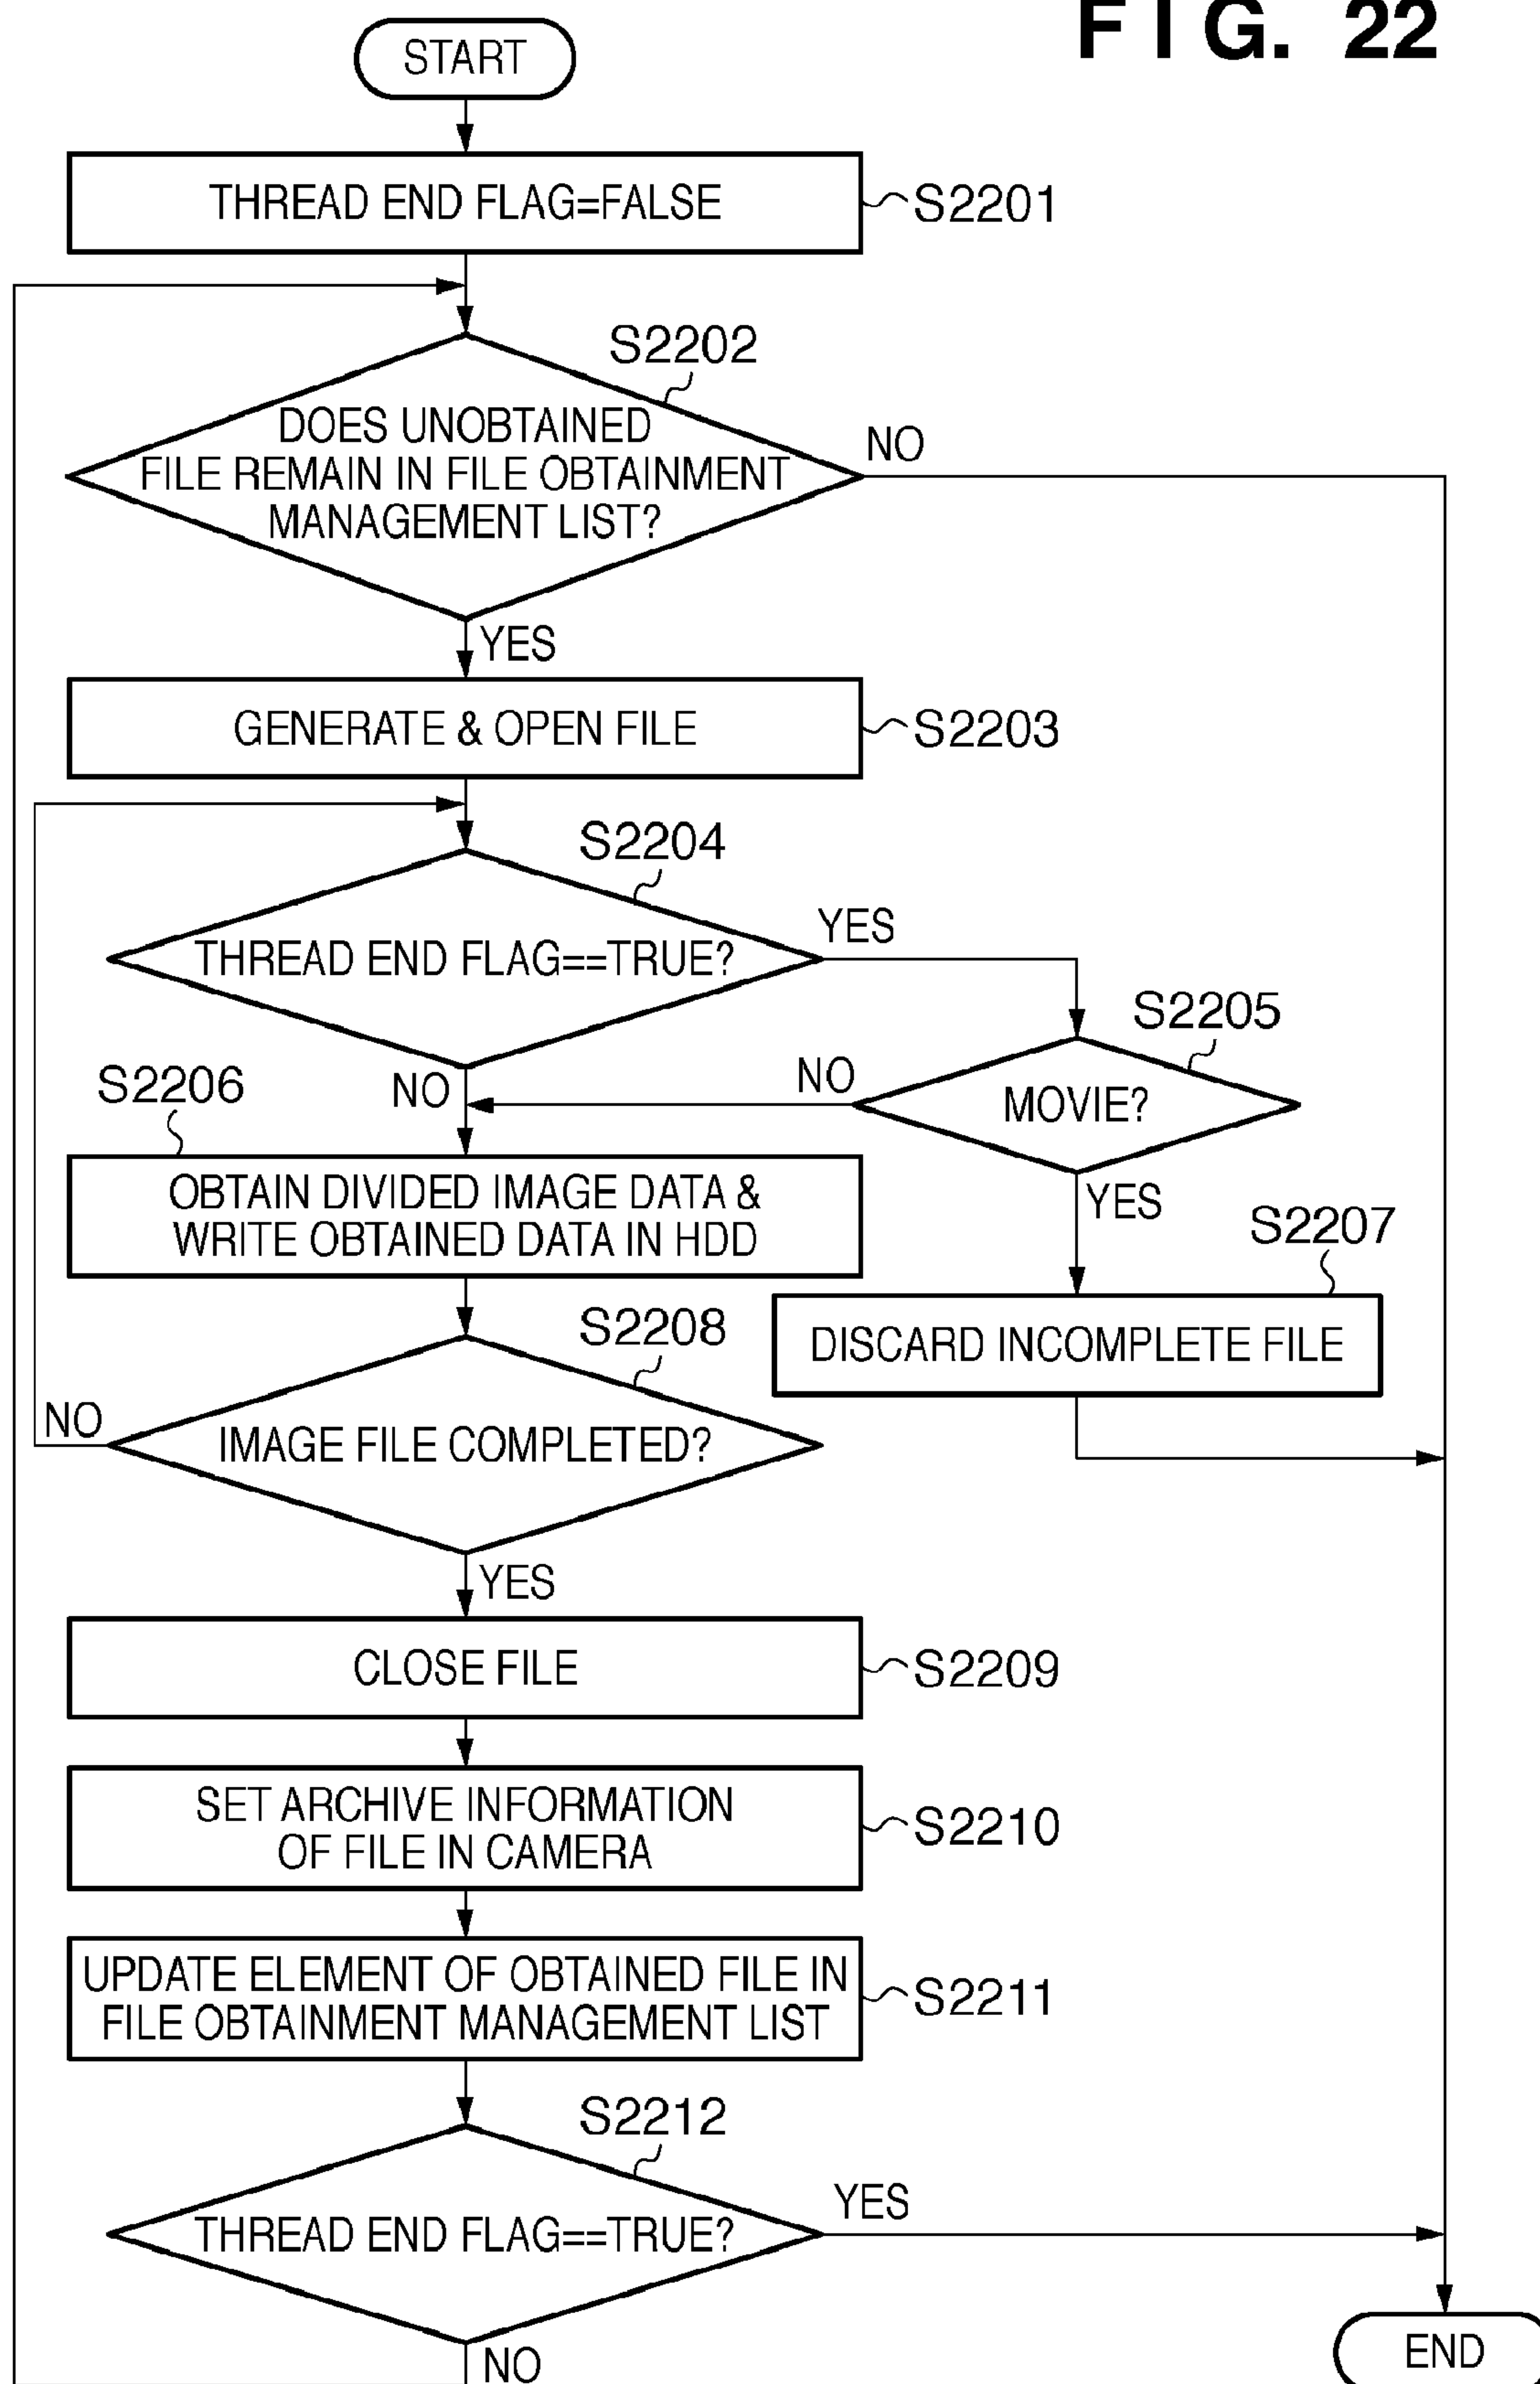 FIG. 22
START
THREAD END FLAG=FALSE
S2201
S2202
DOES UNOBTAINED
FILE REMAIN IN FILE OBTAINMENT
MANAGEMENT LIST?
NO
YES
GENERATE & OPEN FILE
S2203
S2204
THREAD END FLAG==TRUE?
YES
S2205
MOVIE?
NO
NO
S2206
OBTAIN DIVIDED IMAGE DATA &
WRITE OBTAINED DATA IN HDD
YES
S2207
DISCARD INCOMPLETE FILE
S2208
IMAGE FILE COMPLETED?
NO
YES
CLOSE FILE
S2209
SET ARCHIVE INFORMATION
OF FILE IN CAMERA
S2210
UPDATE ELEMENT OF OBTAINED FILE IN
FILE OBTAINMENT MANAGEMENT LIST
S2211
S2212
THREAD END FLAG==TRUE?
YES
NO
END